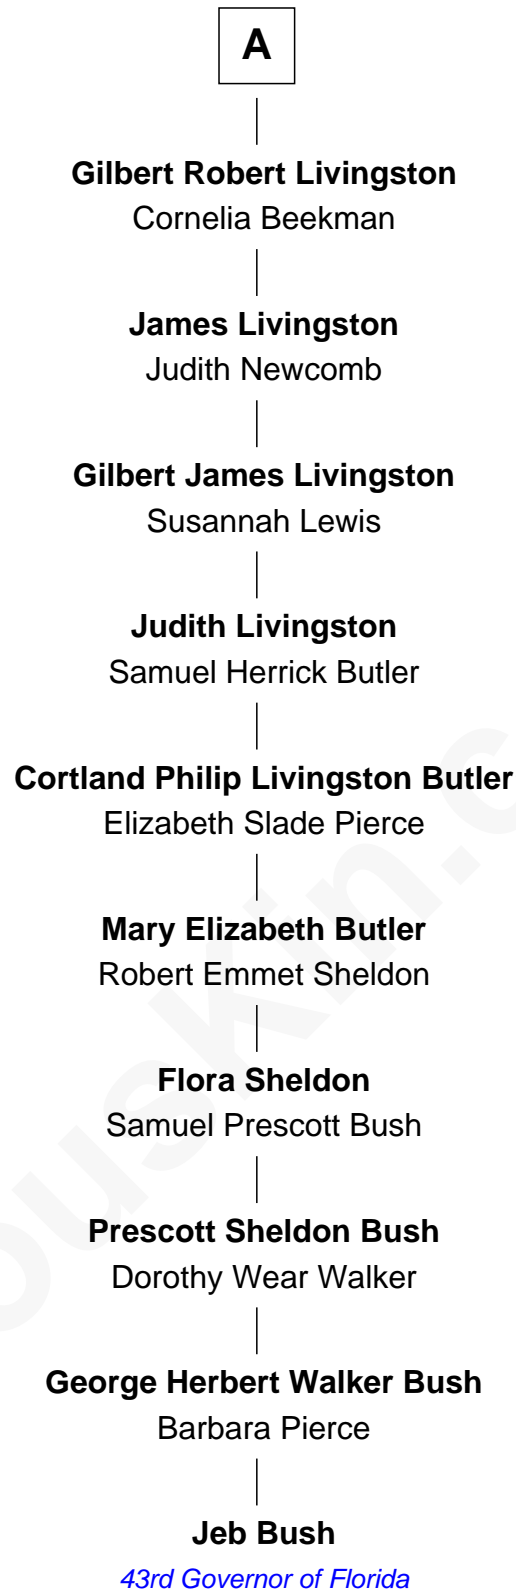 A
Gilbert Robert Livingston
Cornelia Beekman
James Livingston
Judith Newcomb
Gilbert James Livingston
Susannah Lewis
Judith Livingston
Samuel Herrick Butler
Cortland Philip Livingston Butler
Elizabeth Slade Pierce
Mary Elizabeth Butler
Robert Emmet Sheldon
Flora Sheldon
Samuel Prescott Bush
Prescott Sheldon Bush
Dorothy Wear Walker
George Herbert Walker Bush
Barbara Pierce
Jeb Bush
43rd Governor of Florida